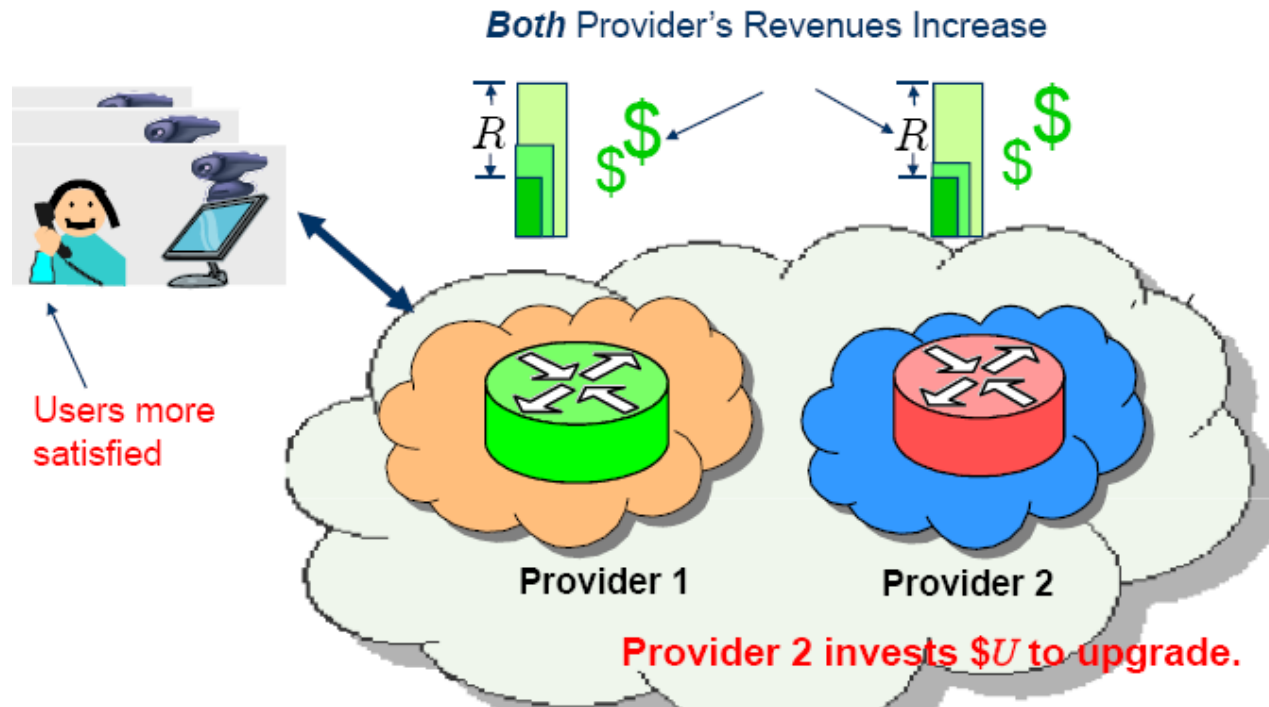 Both Provider's Revenues Increase
R
$
$
R
$
$
Users more
satisfied
Provider 1
Provider 2
Provider 2 invests $U to upgrade.